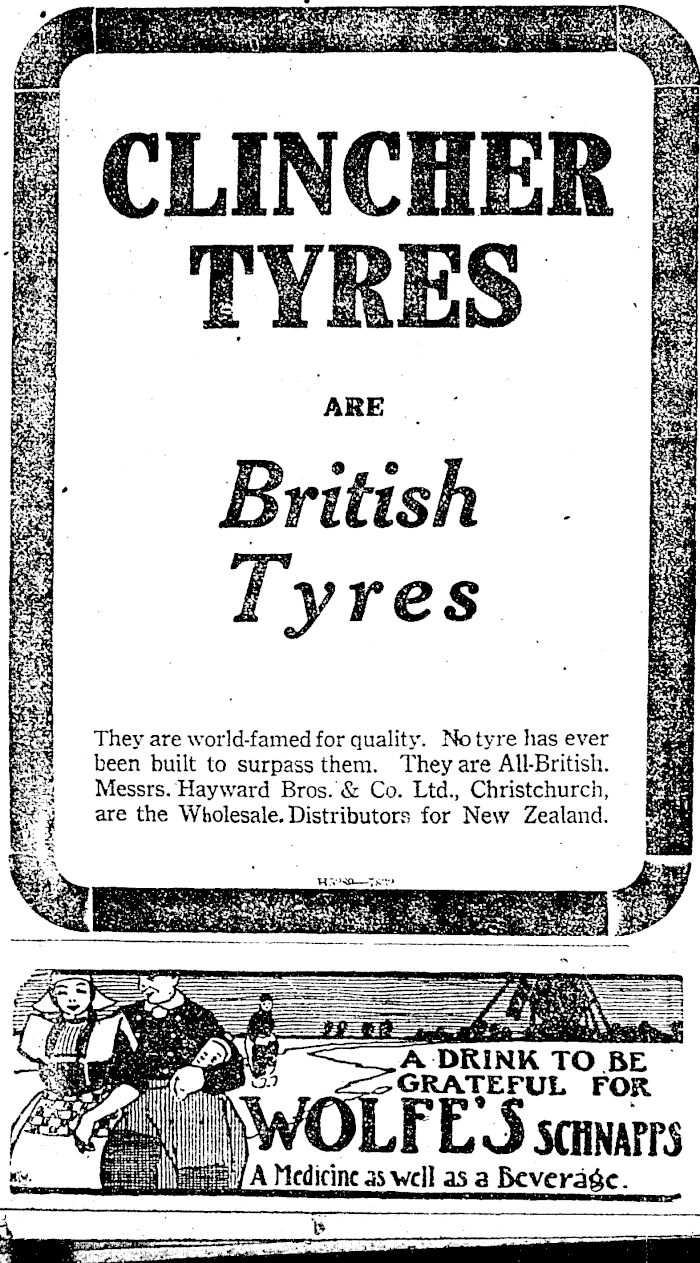 CLINCHER
TYRES
ARE
British
Tyres
They are world-famed for quality. No tyre has ever
been built to surpass them. They are All-British.
Messrs. Hayward Bros. & Co. Ltd., Christchurch,
are the Wholesale Distributors for New Zealand.
A DRINK TO BE
GRATEFUL FOR
WOLFE'S SCHNAPPS
A Medicine as well as a Beverage.